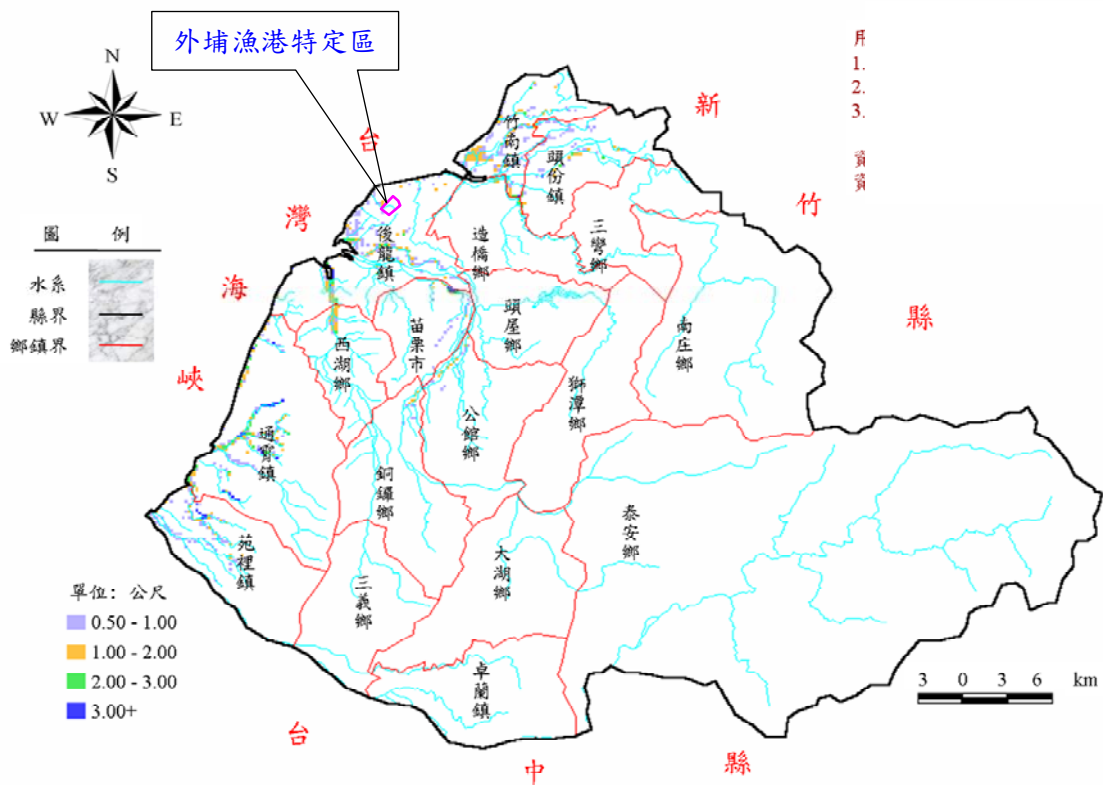 外埔漁港特定區
N
W
E
S
新
竹
縣
台
灣
海
峽
台
中
縣
1.
2.
3.
圖 例
水系
縣界
鄉鎮界
竹南鎮
頭份鎮
後龍鎮
造橋鄉
三彎鄉
西湖鄉
苗栗市
頭屋鄉
南庄鄉
獅潭鄉
公館鄉
通霄鎮
銅鑼鄉
苑裡鎮
三義鄉
大湖鄉
泰安鄉
卓蘭鎮
單位：公尺
0.50 - 1.00
1.00 - 2.00
2.00 - 3.00
3.00+
3 0 3 6 km